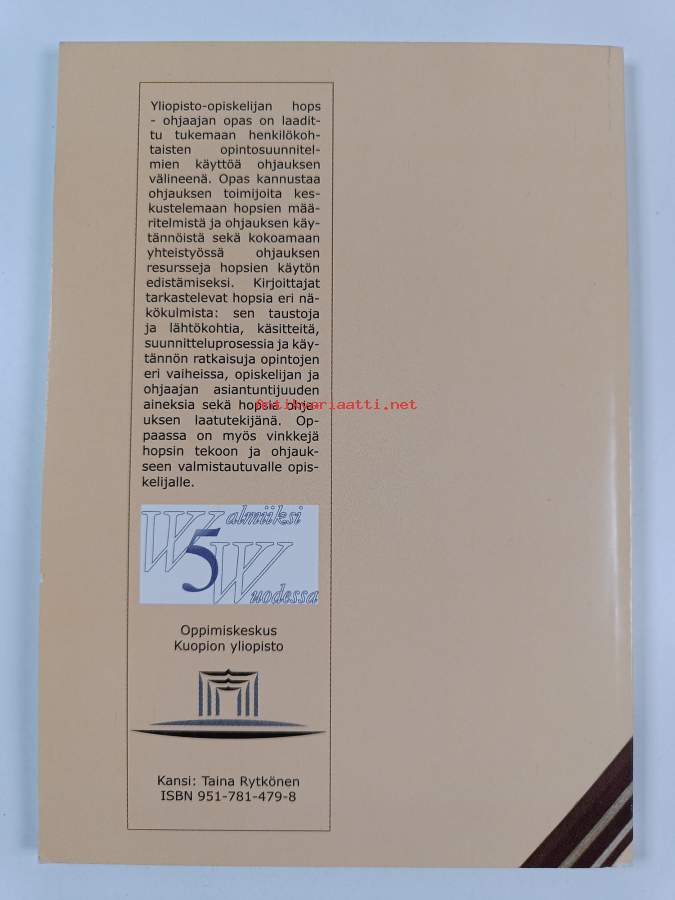 Yliopisto-opiskelijan hops
- ohjaajan opas on laadit-
tu tukemaan henkilökoh-
taisten opintosuunnitel-
mien käyttöä ohjauksen
välineenä. Opas kannustaa
ohjauksen toimijoita kes-
kustelemaan hopsien mää-
ritelmistä ja ohjauksen käy-
tännöistä sekä kokoamaan
yhteistyössä ohjauksen
resursseja hopsien käytön
edistämiseksi. Kirjoittajat
tarkastelevat hopsia eri nä-
kökulmista: sen taustoja
ja lähtökohtia, käsitteitä,
suunnitteluprosessia ja käy-
tännön ratkaisuja opintojen
eri vaiheissa, opiskelijan ja
ohjaajan asiantuntijuuden
aineksia sekä hopsia ohja-
Antikvariaatti.net
uksen laatutekijänä. Op-
paassa on myös vinkkejä
hopsin tekoon ja ohjauk-
seen valmistautuvalle opis-
kelijalle.
Walmiiksi
5
Wuodessa
Oppimiskeskus
Kuopion yliopisto
Kansi: Taina Rytkönen
ISBN 951-781-479-8